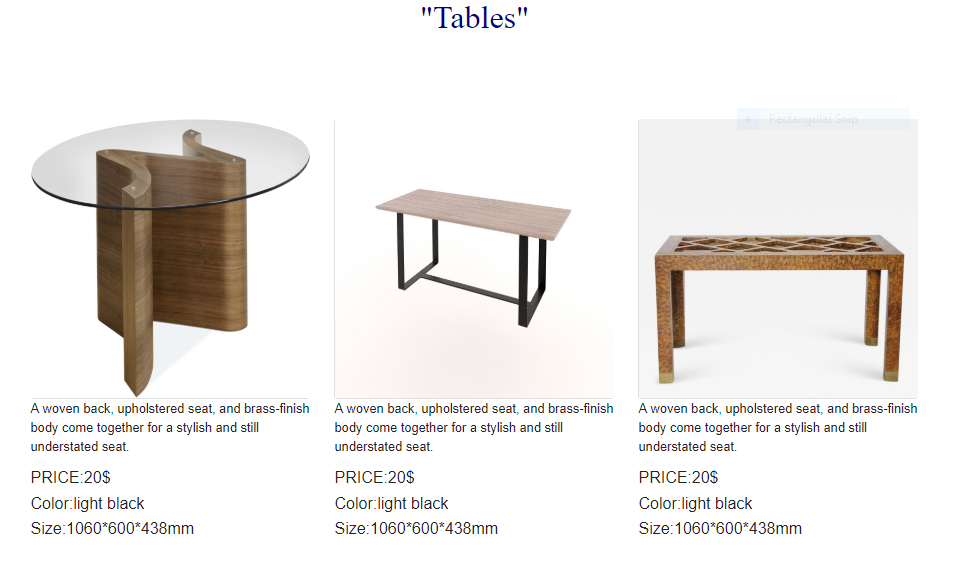 "Tables"
Rectangular Snip
A woven back, upholstered seat, and brass-finish
body come together for a stylish and still
understated seat.
PRICE:20$
Color:light black
Size:1060*600*438mm
A woven back, upholstered seat, and brass-finish
body come together for a stylish and still
understated seat.
PRICE:20$
Color:light black
Size:1060*600*438mm
A woven back, upholstered seat, and brass-finish
body come together for a stylish and still
understated seat.
PRICE:20$
Color:light black
Size:1060*600*438mm